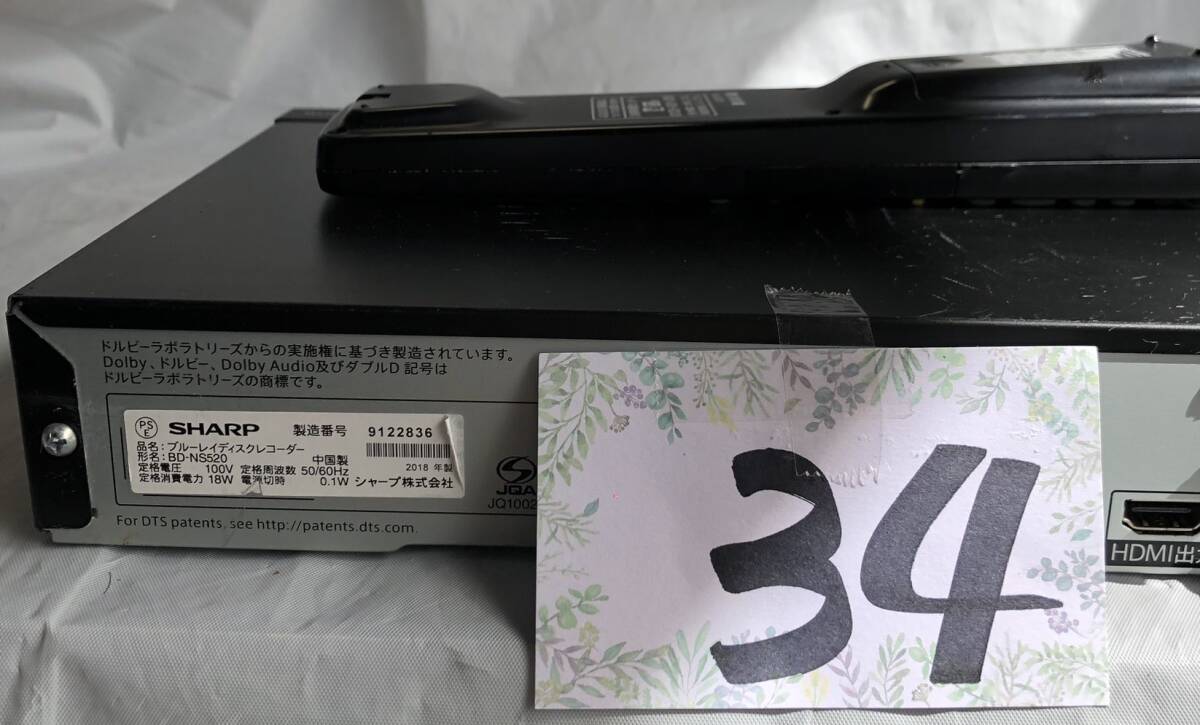 ドルビーラボラトリーズからの実施権に基づき製造されています。
Dolby、ドルビー、Dolby Audio及びダブルD 記号は
ドルビーラボラトリーズの商標です。
PS
E
SHARP 製造番号 9122836
品名: ブルーレイディスクレコーダー
形名: BD-NS520 中国製 2018 年製
定格電圧 100V 定格周波数 50/60Hz
定格消費電力 18W 電源切時 0.1W シャープ株式会社
JQA
JQ1002
For DTS patents, see http://patents.dts.com.
34
HDMI出